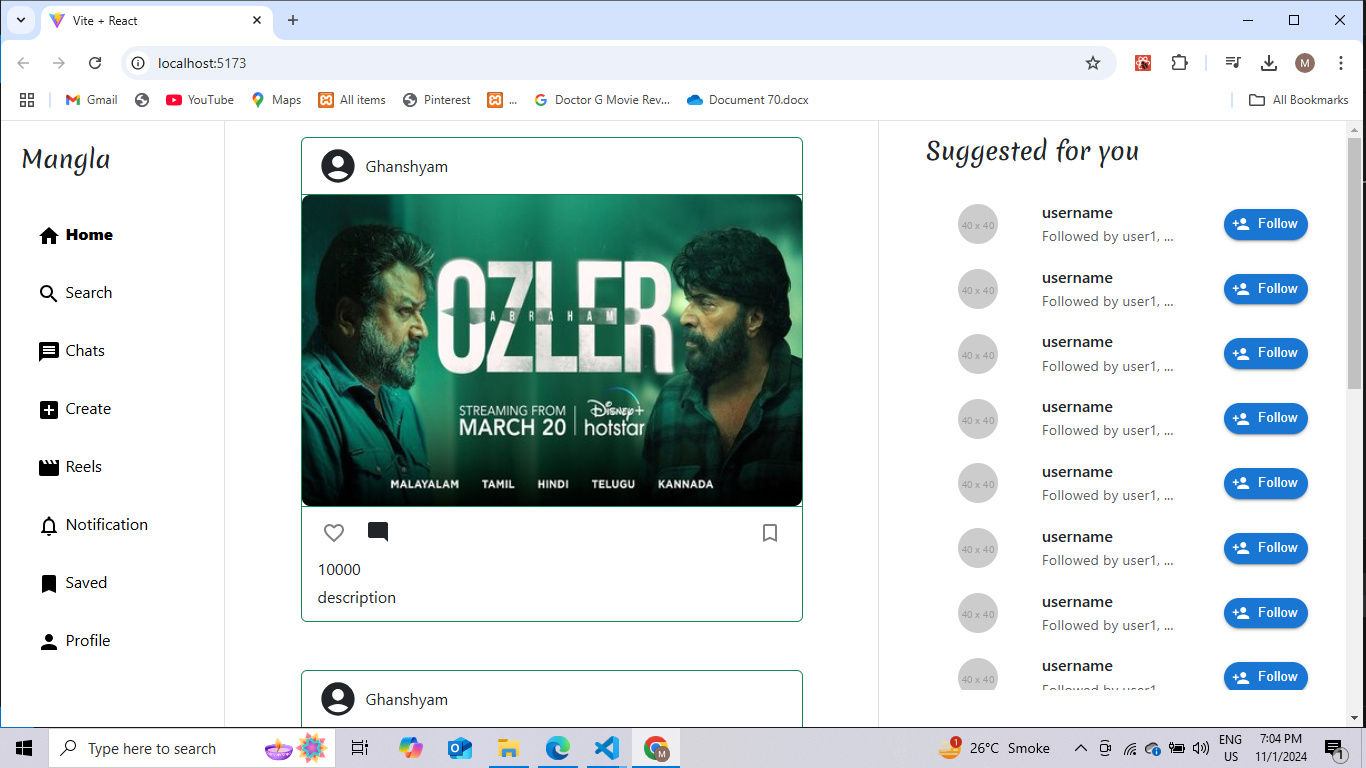 Vite + React
localhost:5173
M
Gmail
YouTube
Maps
All items
Pinterest
...
Doctor G Movie Rev...
Document 70.docx
All Bookmarks
Mangla
Home
Search
Chats
Create
Reels
Notification
Saved
Profile
Ghanshyam
OZLER
ABRAHAM
STREAMING FROM
MARCH 20
Disney+
hotstar
MALAYALAM TAMIL HINDI TELUGU KANNADA
10000
description
Ghanshyam
Suggested for you
40 x 40
username
Followed by user1, ...
Follow
40 x 40
username
Followed by user1, ...
Follow
40 x 40
username
Followed by user1, ...
Follow
40 x 40
username
Followed by user1, ...
Follow
40 x 40
username
Followed by user1, ...
Follow
40 x 40
username
Followed by user1, ...
Follow
40 x 40
username
Followed by user1, ...
Follow
40 x 40
username
Followed by user1, ...
Follow
Type here to search
M
1
26°C Smoke
ENG
US
7:04 PM
11/1/2024
1